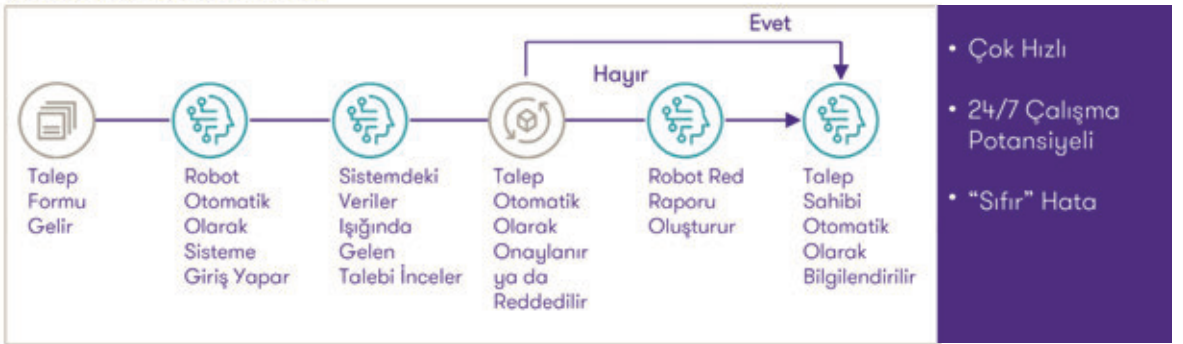 Evet
Hayır
Talep
Formu
Gelir
Robot
Otomatik
Olarak
Sisteme
Giriş Yapar
Sistemdeki
Veriler
Işığında
Gelen
Talebi İnceler
Talep
Otomatik
Olarak
Onaylanır
ya da
Reddedilir
Robot Red
Raporu
Oluşturur
Talep
Sahibi
Otomatik
Olarak
Bilgilendirilir
• Çok Hızlı
• 24/7 Çalışma
Potansiyeli
• “Sıfır” Hata